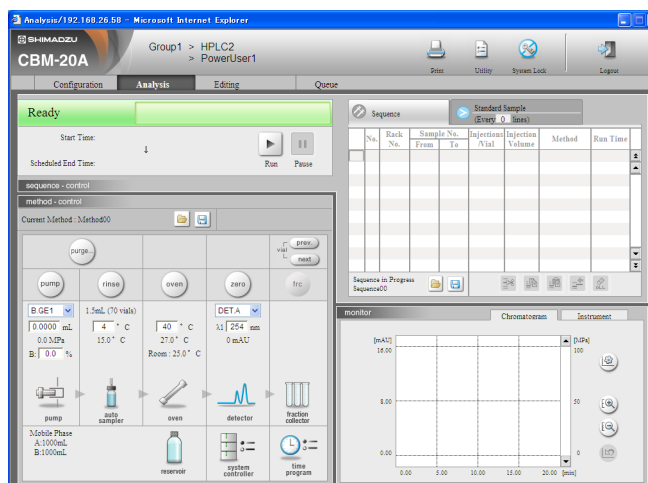 Analysis/192.168.26.58 - Microsoft Internet Explorer
SHIMADZU
CBM-20A
Group1 > HPLC2
> PowerUser1
Print Utility System Lock Logout
Configuration Analysis Editing Queue
Ready
Start Time:
↓
Scheduled End Time:
Run Pause
sequence - control
method - control
Current Method : Method00
purge...
vial prev. next
pump rinse oven zero frc
B.GE1 1.5mL (70 vials) DET.A
0.0000 mL 4 ° C 40 ° C λ1 254 nm
0.0 MPa 15.0° C 27.0° C 0 mAU
B: 0.0 % Room : 25.0° C
pump auto sampler oven detector fraction collector
Mobile Phase
A:1000mL
B:1000mL
reservoir system controller time program
Sequence Standard Sample
(Every 0 lines)
No. Rack No. Sample No. From To Injections /Vial Injection Volume Method Run Time
Sequence in Progress
Sequence00
monitor Chromatogram Instrument
[mAU] [MPa]
16.00 100
8.00 50
0.00 0
0.00 5.00 10.00 15.00 20.00 [min]